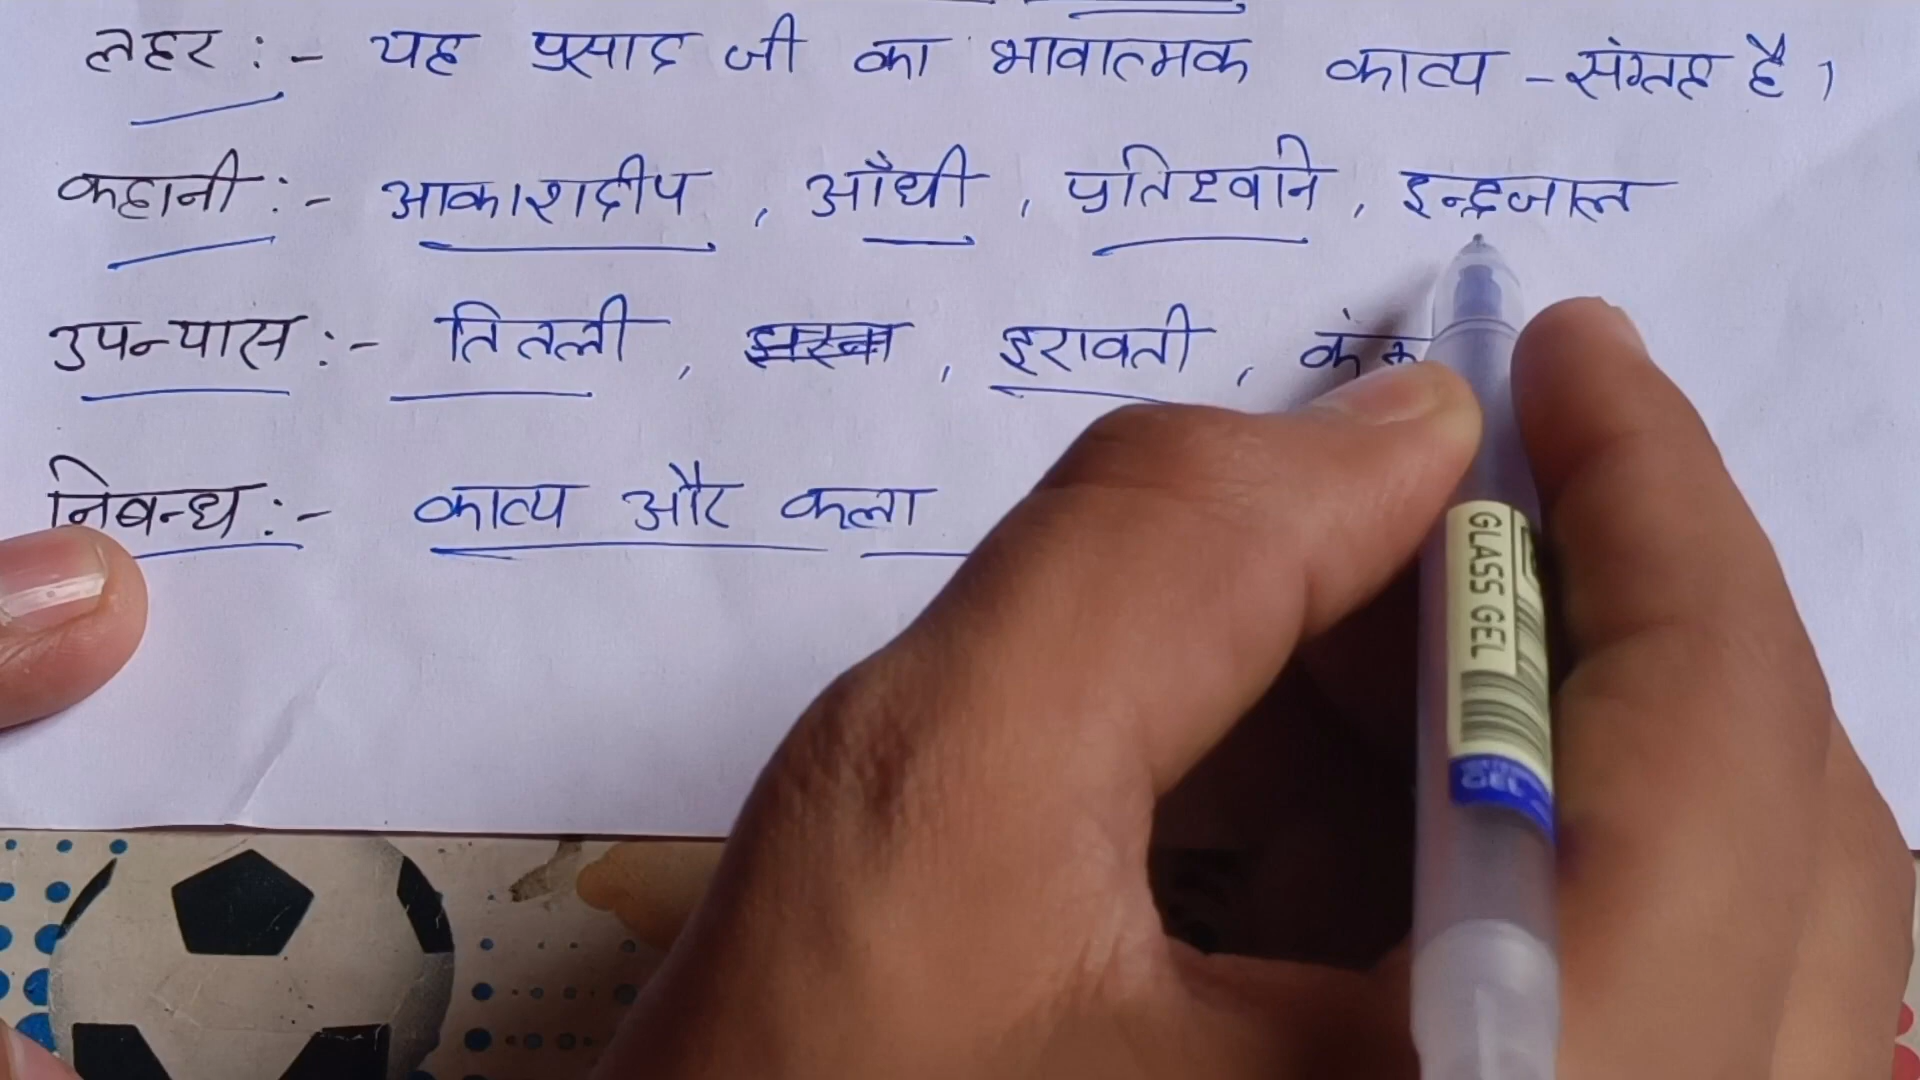 लहर :- यह प्रसाद जी का भावात्मक काव्य - संग्रह है।
कहानी :- आकाशदीप , आँधी , प्रतिध्वनि , इन्द्रजाल
उपन्यास :- तितली , , इरावती ,
निबन्ध :- काव्य और कला
GLASS GEL
GEL